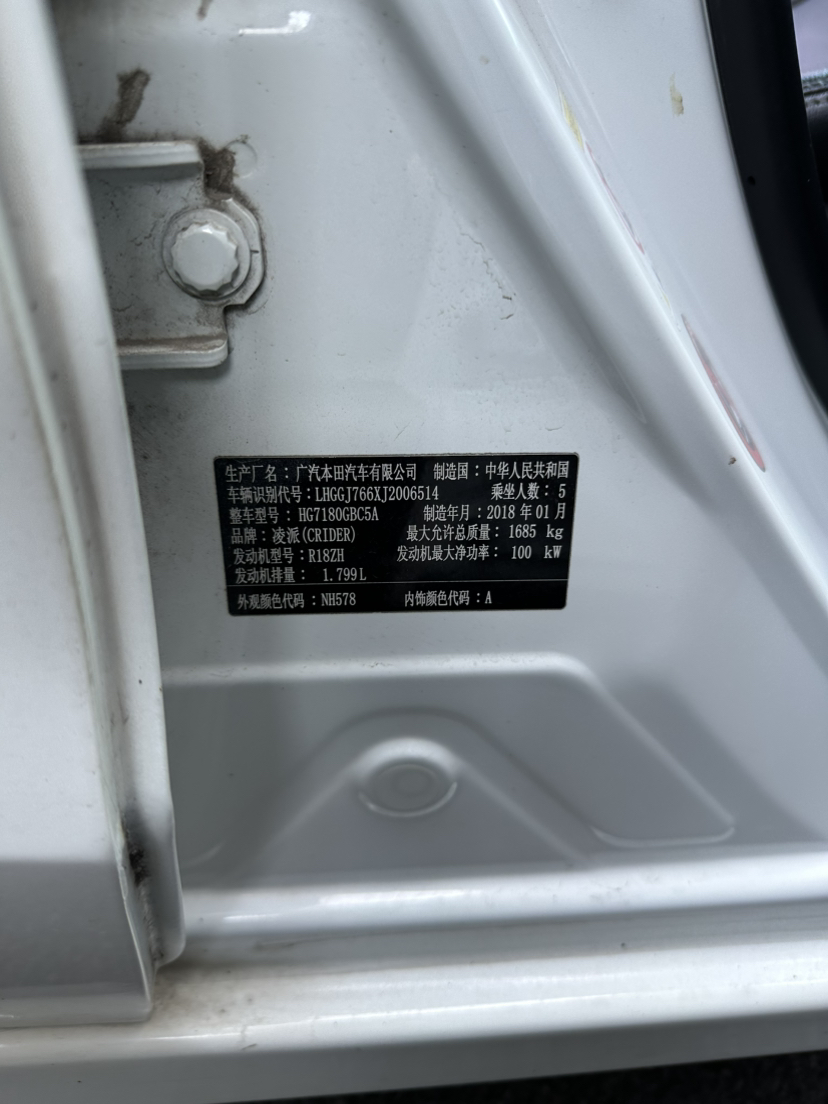 生产厂名：广汽本田汽车有限公司 制造国：中华人民共和国
车辆识别代号：LHGGJ766XJ2006514 乘坐人数：5
整车型号：HG7180GBC5A 制造年月：2018年01月
品牌：凌派(CRIDER) 最大允许总质量：1685 kg
发动机型号：R18ZH 发动机最大净功率：100 kW
发动机排量：1.799L
外观颜色代码：NH578 内饰颜色代码：A